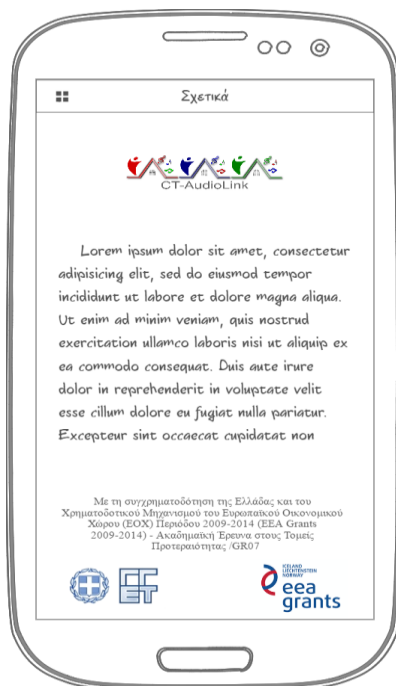 Σχετικά
CT-AudioLink
Lorem ipsum dolor sit amet, consectetur
adipisicing elit, sed do eiusmod tempor
incididunt ut labore et dolore magna aliqua.
Ut enim ad minim veniam, quis nostrud
exercitation ullamco laboris nisi ut aliquip ex
ea commodo consequat. Duis aute irure
dolor in reprehenderit in voluptate velit
esse cillum dolore eu fugiat nulla pariatur.
Excepteur sint occaecat cupidatat non
Με τη συγχρηματοδότηση της Ελλάδας και του
Χρηματοδοτικού Μηχανισμού του Ευρωπαϊκού Οικονομικού
Χώρου (ΕΟΧ) Περιόδου 2009-2014 (EEA Grants
2009-2014) - Ακαδημαϊκή Έρευνα στους Τομείς
Προτεραιότητας /GR07
ICELAND
LIECHTENSTEIN
NORWAY
eea
grants